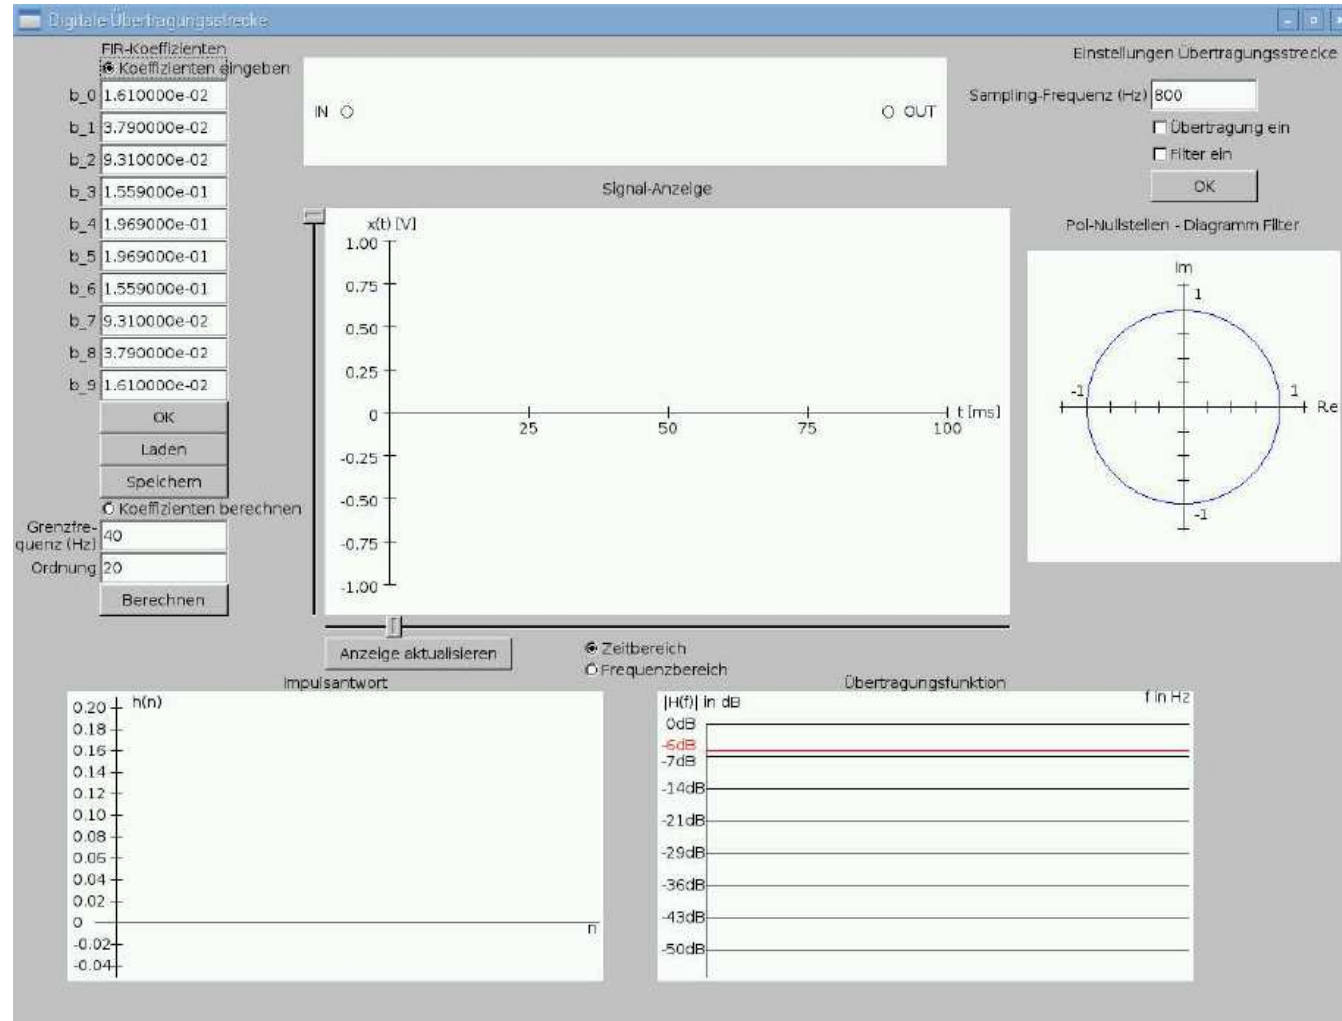 Digitale Übertragungsstrecke
FIR-Koeffizienten
Koeffizienten eingeben
b_0 1.610000e-02
b_1 3.790000e-02
b_2 9.310000e-02
b_3 1.559000e-01
b_4 1.969000e-01
b_5 1.969000e-01
b_6 1.559000e-01
b_7 9.310000e-02
b_8 3.790000e-02
b_9 1.610000e-02
OK
Laden
Speichern
Koeffizienten berechnen
Grenzfre-
quenz (Hz) 40
Ordnung 20
Berechnen
IN
OUT
Signal-Anzeige
x(t) [V]
1.00
0.75
0.50
0.25
0
-0.25
-0.50
-0.75
-1.00
25
50
75
100
t [ms]
Anzeige aktualisieren
Zeitbereich
Frequenzbereich
Einstellungen Übertragungsstrecke
Sampling-Frequenz (Hz) 800
Übertragung ein
Filter ein
OK
Pol-Nullstellen - Diagramm Filter
Im
1
-1
1
Re
-1
Impulsantwort
h(n)
0.20
0.18
0.16
0.14
0.12
0.10
0.08
0.06
0.04
0.02
0
-0.02
-0.04
n
Übertragungsfunktion
|H(f)| in dB
f in Hz
0dB
-6dB
-7dB
-14dB
-21dB
-29dB
-36dB
-43dB
-50dB